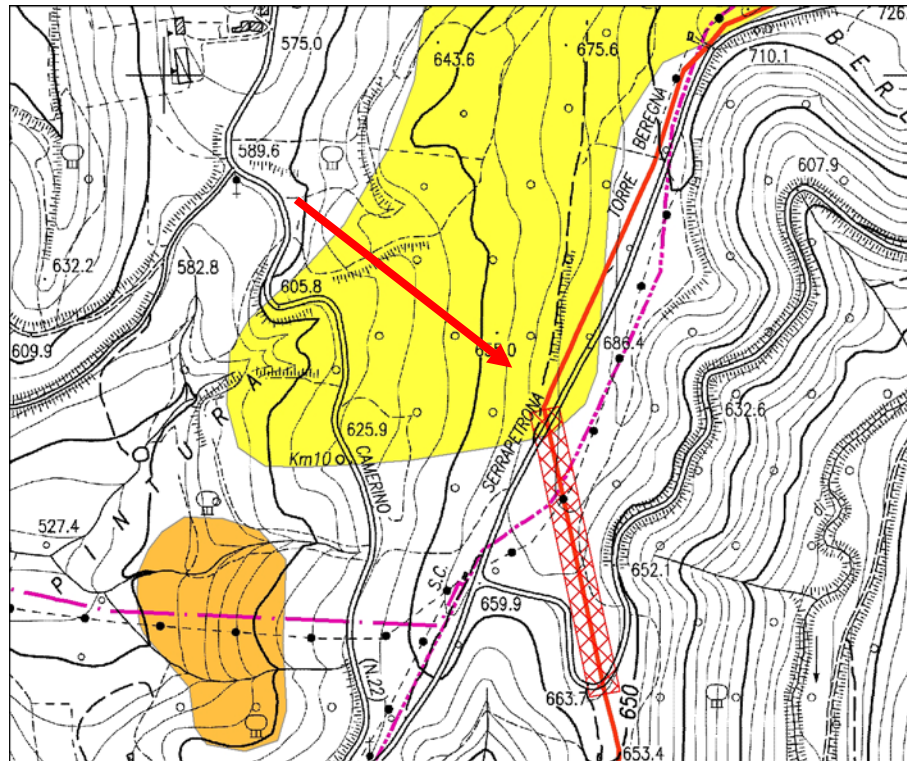 575.0
643.6
675.6
726.
710.1
BER
BEREGNA
589.6
607.9
TORRE
632.2
582.8
605.8
609.9
686.4
632.6
PINTURA
SERRAPETRONA
625.9
CAMERINO
Km10
527.4
S.C.
652.1
659.9
(N.22)
663.7
650
653.4